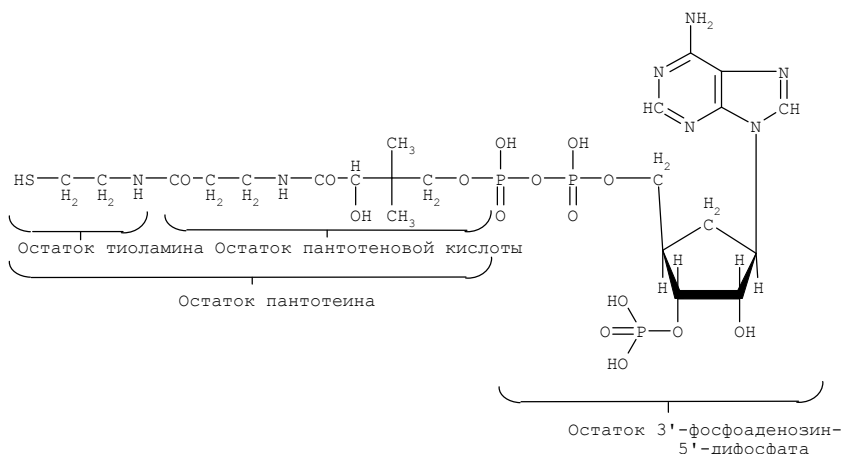 NH2
N
N
HC
CH
N
N
CH3
OH
OH
H
H2C
HS—C—C—N—CO—C—C—N—CO—C—C—C—O—P—O—P—O
H2 H2 H H2 H2 H H2
OH CH3 O O
H2
C
Остаток тиоламина Остаток пантотеновой кислоты
H H
H H
Остаток пантотеина
HO
O=P—O OH
HO
Остаток 3'-фосфоаденозин-
5'-дифосфата